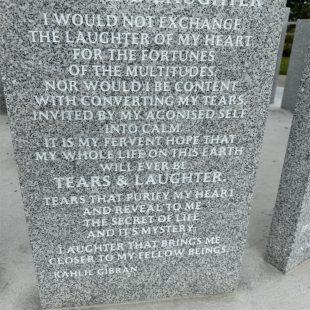 LAUGHTER
I WOULD NOT EXCHANGE
THE LAUGHTER OF MY HEART
FOR THE FORTUNES
OF THE MULTITUDES,
NOR WOULD I BE CONTENT
WITH CONVERTING MY TEARS,
INVITED BY MY AGONISED SELF
INTO CALM.
IT IS MY FERVENT HOPE THAT
MY WHOLE LIFE ON THIS EARTH
WILL EVER BE
TEARS & LAUGHTER.
TEARS THAT PURIFY MY HEART
AND REVEAL TO ME
THE SECRET OF LIFE
AND IT'S MYSTERY,
LAUGHTER THAT BRINGS ME
CLOSER TO MY FELLOW BEINGS.
KAHLIL GIBRAN